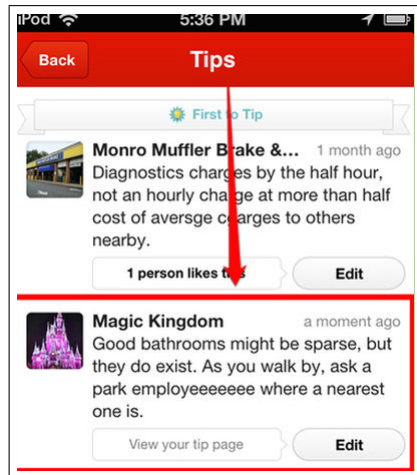 iPod 5:36 PM
Back Tips
First to Tip
Monro Muffler Brake &... 1 month ago
Diagnostics charges by the half hour,
not an hourly charge at more than half
cost of aversge charges to others
nearby.
1 person likes this Edit
Magic Kingdom a moment ago
Good bathrooms might be sparse, but
they do exist. As you walk by, ask a
park employeeeeeee where a nearest
one is.
View your tip page Edit